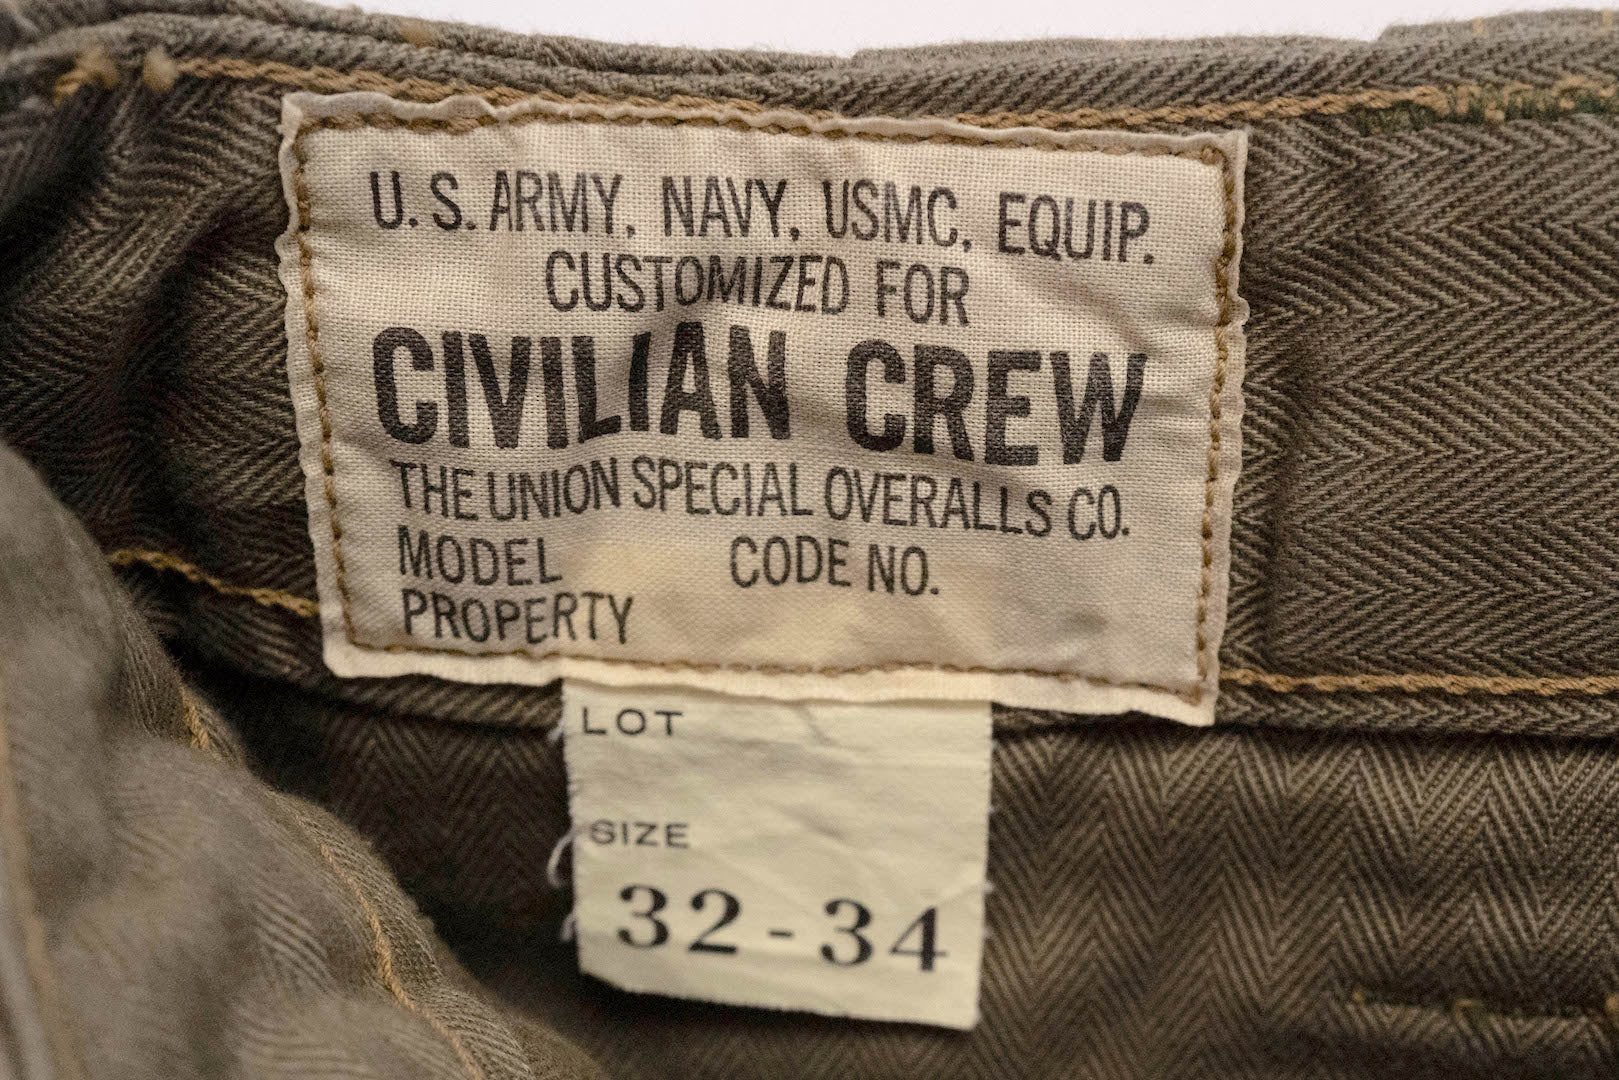 U.S. ARMY, NAVY, USMC, EQUIP.
CUSTOMIZED FOR
CIVILIAN CREW
THE UNION SPECIAL OVERALLS CO.
MODEL CODE NO.
PROPERTY
LOT
SIZE
32-34